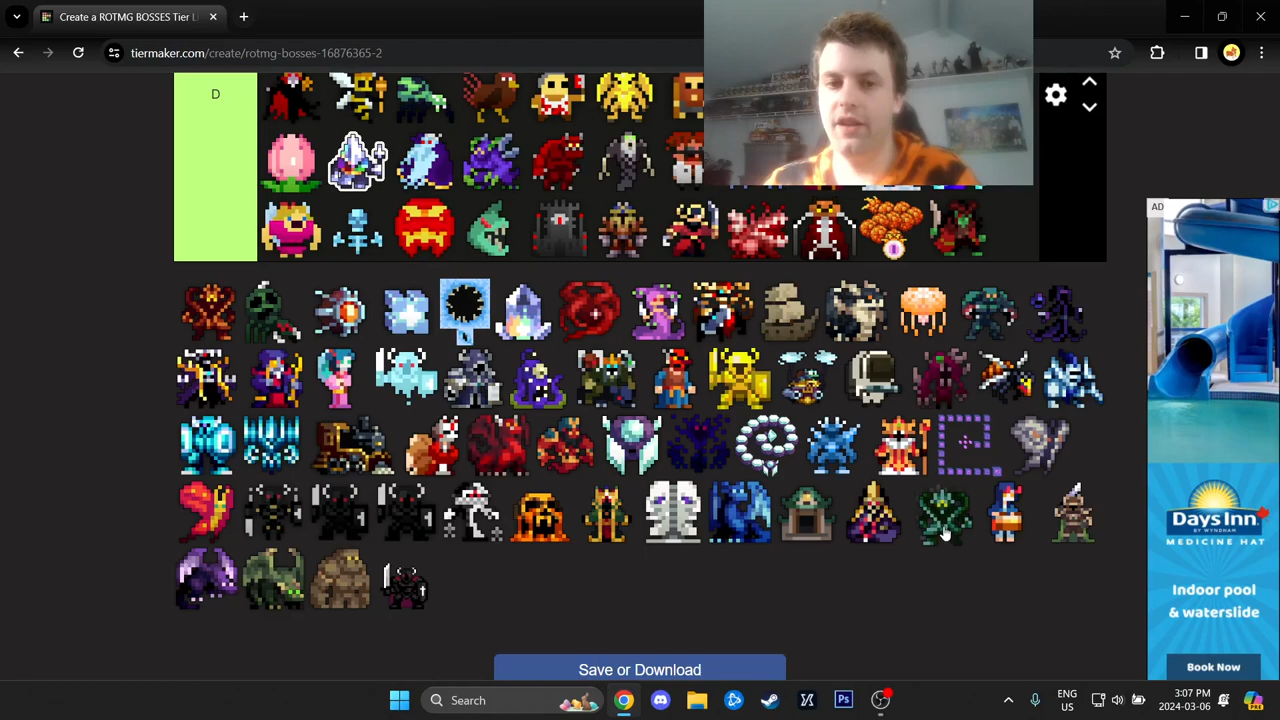 Create a ROTMG BOSSES Tier Li
tiermaker.com/create/rotmg-bosses-16876365-2
D
AD
Days Inn
BY WYNDHAM
MEDICINE HAT
Indoor pool
& waterslide
Book Now
Save or Download
Search
ENG
US
3:07 PM
2024-03-06